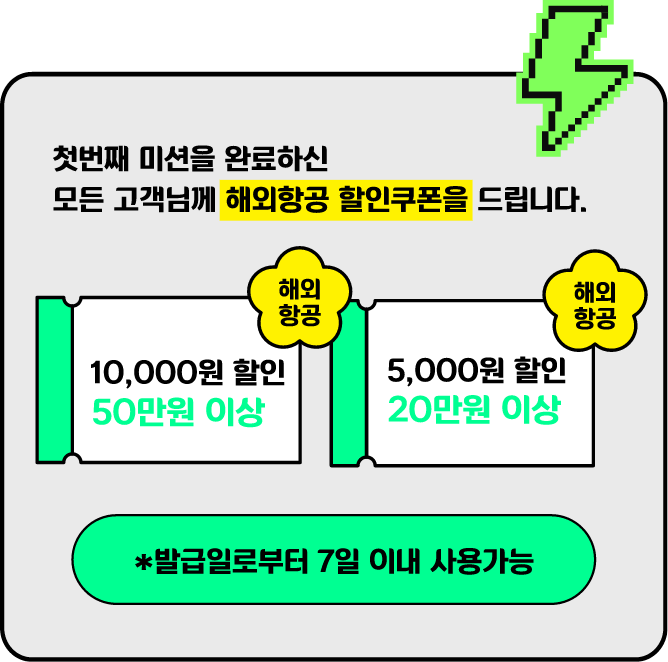 첫번째 미션을 완료하신
모든 고객님께 해외항공 할인쿠폰을 드립니다.
해외
항공
10,000원 할인
50만원 이상
해외
항공
5,000원 할인
20만원 이상
*발급일로부터 7일 이내 사용가능